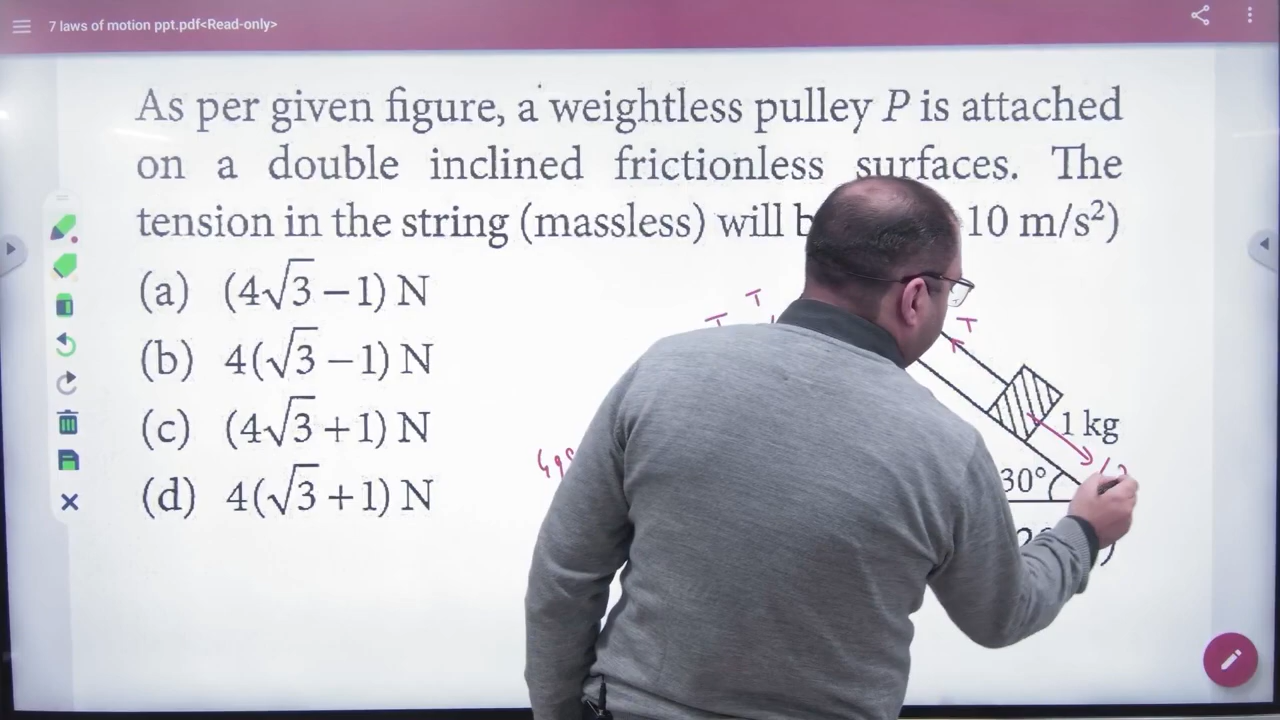 7 laws of motion ppt.pdf<Read-only>
As per given figure, a weightless pulley P is attached
on a double inclined frictionless surfaces. The
tension in the string (massless) will 10 m/s²)
(a) (4√3 − 1) N
(b) 4(√3 − 1) N
(c) (4√3 + 1) N
(d) 4(√3 + 1) N
T
T
T
1 kg
30°